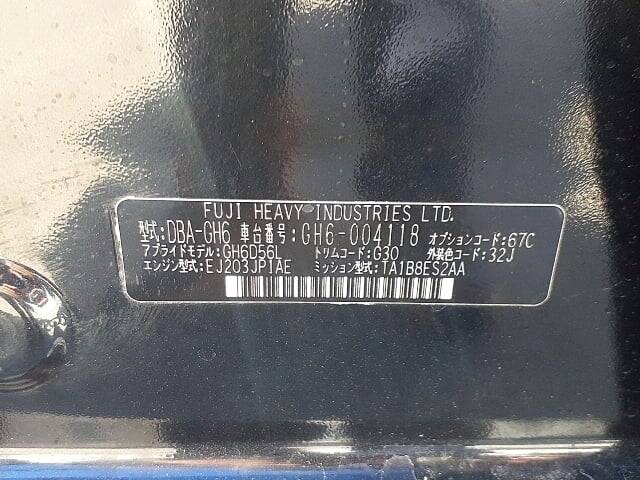 FUJI HEAVY INDUSTRIES LTD.
型式:DBA-GH6 車台番号:GH6-004118 オプションコード:67C
アプライドモデル:GH6D56L トリムコード:G30 外装色コード:32J
エンジン型式:EJ203JP1AE ミッション型式:TA1B8ES2AA